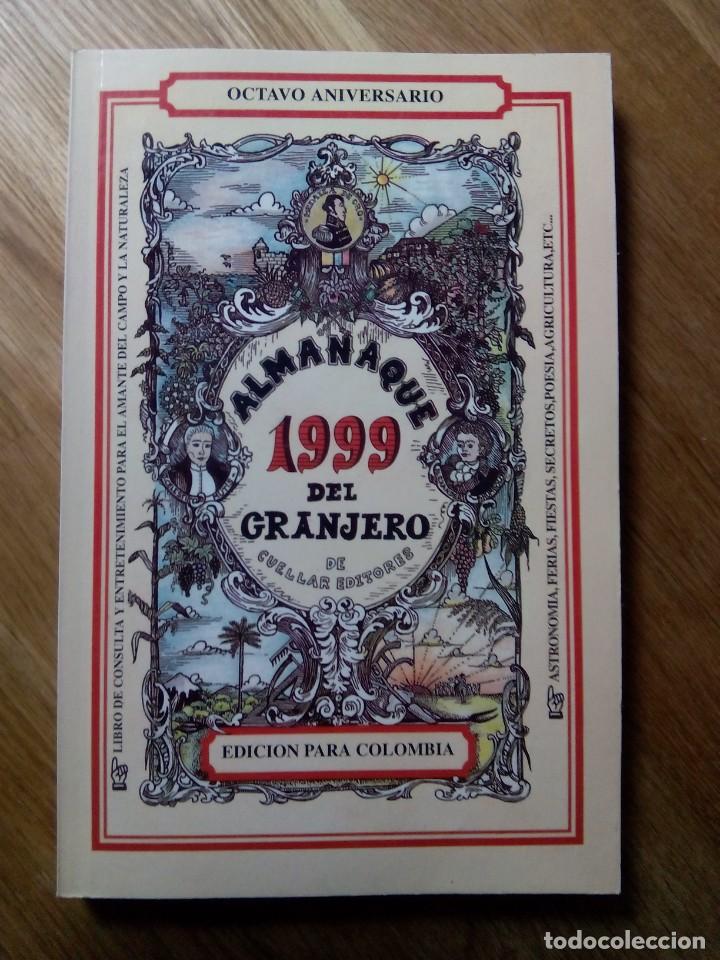 OCTAVO ANIVERSARIO
ALMANAQUE
1999
DEL
GRANJERO
DE
CUELLAR EDITORES
LIBRO DE CONSULTA Y ENTRETENIMIENTO PARA EL AMANTE DEL CAMPO Y LA NATURALEZA
ASTRONOMIA, FERIAS, FIESTAS, SECRETOS,POESIA,AGRICULTURA,ETC...
EDICION PARA COLOMBIA
todocoleccion